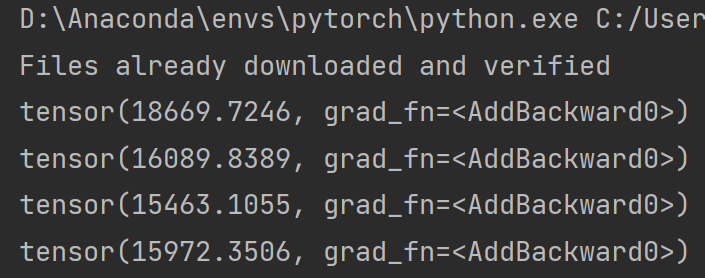 D:\Anaconda\envs\pytorch\python.exe C:/User
Files already downloaded and verified
tensor(18669.7246, grad_fn=<AddBackward0>)
tensor(16089.8389, grad_fn=<AddBackward0>)
tensor(15463.1055, grad_fn=<AddBackward0>)
tensor(15972.3506, grad_fn=<AddBackward0>)